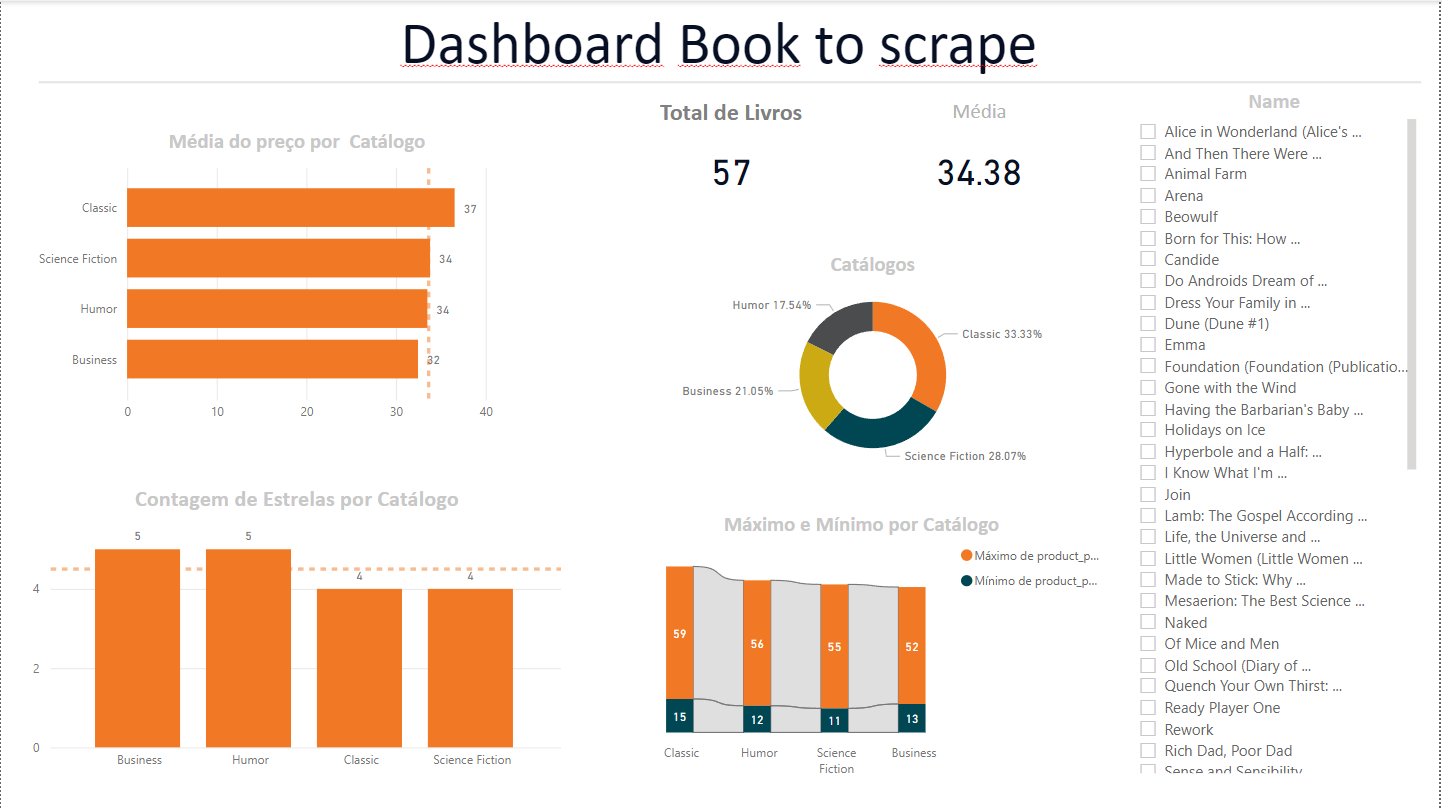 Dashboard Book to scrape
Média do preço por Catálogo
Classic
37
Science Fiction
34
Humor
34
Business
32
0 10 20 30 40
Total de Livros
57
Média
34.38
Catálogos
Humor 17.54%
Classic 33.33%
Business 21.05%
Science Fiction 28.07%
Contagem de Estrelas por Catálogo
5 5 4 4
4
2
0
Business Humor Classic Science Fiction
Máximo e Mínimo por Catálogo
Máximo de product_p...
Mínimo de product_p...
59 56 55 52
15 12 11 13
Classic Humor Science Business
Fiction
Name
Alice in Wonderland (Alice's ...
And Then There Were ...
Animal Farm
Arena
Beowulf
Born for This: How ...
Candide
Do Androids Dream of ...
Dress Your Family in ...
Dune (Dune #1)
Emma
Foundation (Foundation (Publicatio...
Gone with the Wind
Having the Barbarian's Baby ...
Holidays on Ice
Hyperbole and a Half: ...
I Know What I'm ...
Join
Lamb: The Gospel According ...
Life, the Universe and ...
Little Women (Little Women ...
Made to Stick: Why ...
Mesaerion: The Best Science ...
Naked
Of Mice and Men
Old School (Diary of ...
Quench Your Own Thirst: ...
Ready Player One
Rework
Rich Dad, Poor Dad
Sense and Sensibility